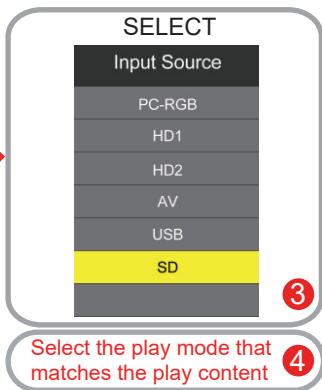 SELECT
Input Source
PC-RGB
HD1
HD2
AV
USB
SD
3
Select the play mode that
matches the play content
4